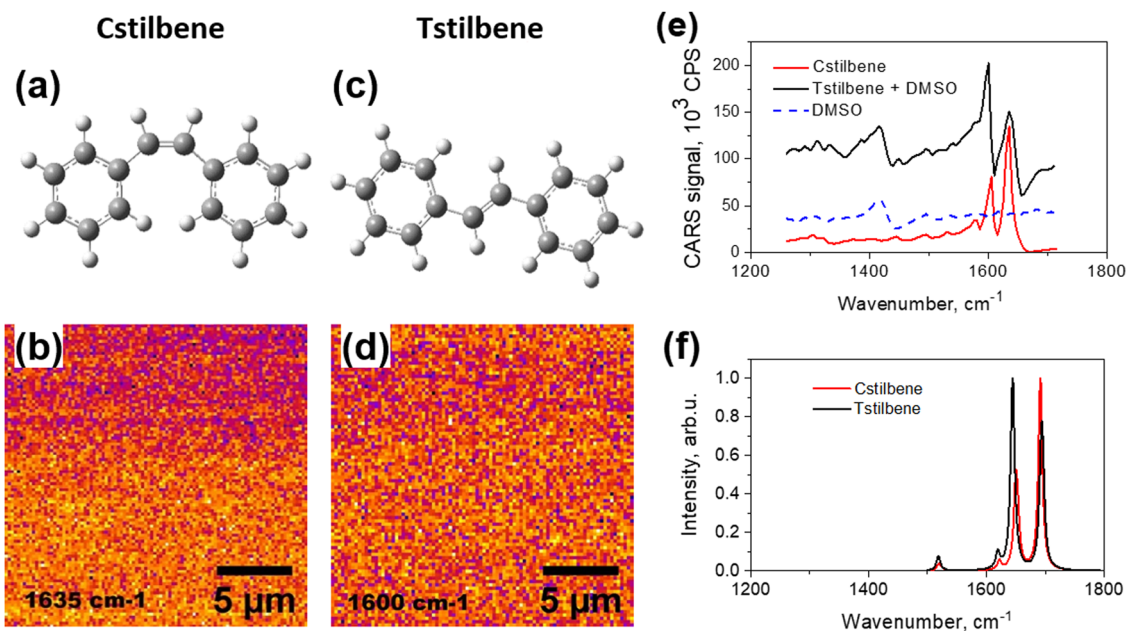 Cstilbene
Tstilbene
(a)
(c)
(b)
1635 cm-1
5 μm
(d)
1600 cm-1
5 μm
(e)
CARS signal, 10³ CPS
200
150
100
50
0
Cstilbene
Tstilbene + DMSO
DMSO
1200 1400 1600 1800
Wavenumber, cm⁻¹
(f)
Intensity, arb.u.
1.0
0.8
0.6
0.4
0.2
0.0
Cstilbene
Tstilbene
1200 1400 1600 1800
Wavenumber, cm⁻¹